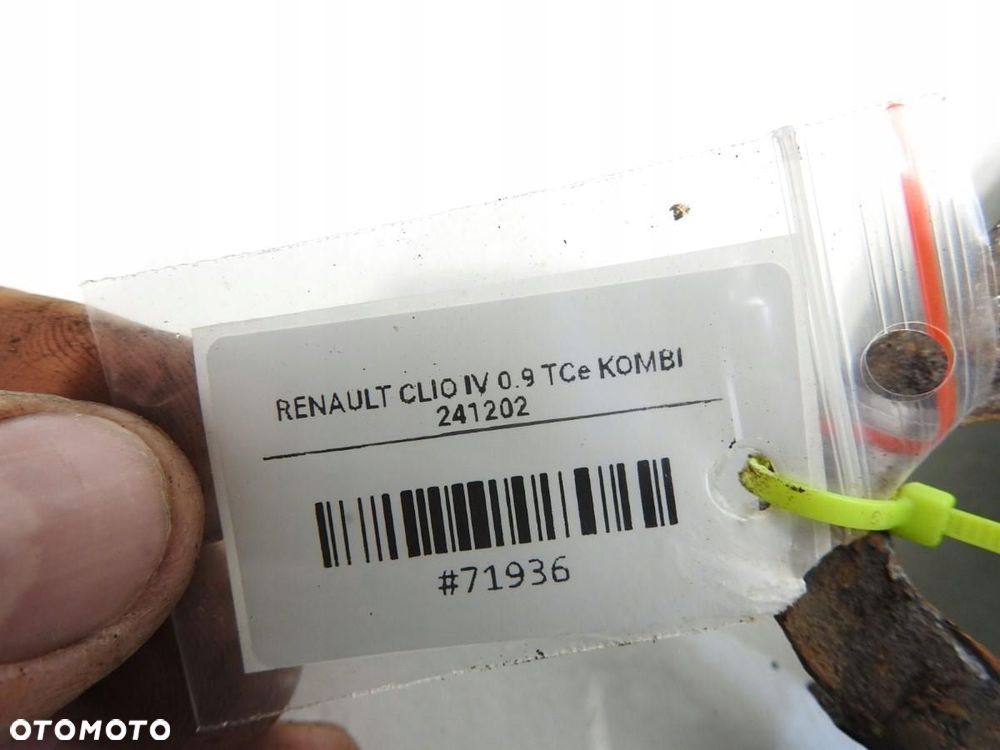 RENAULT CLIO IV 0.9 TCe KOMBI
241202
#71936
OTOMOTO